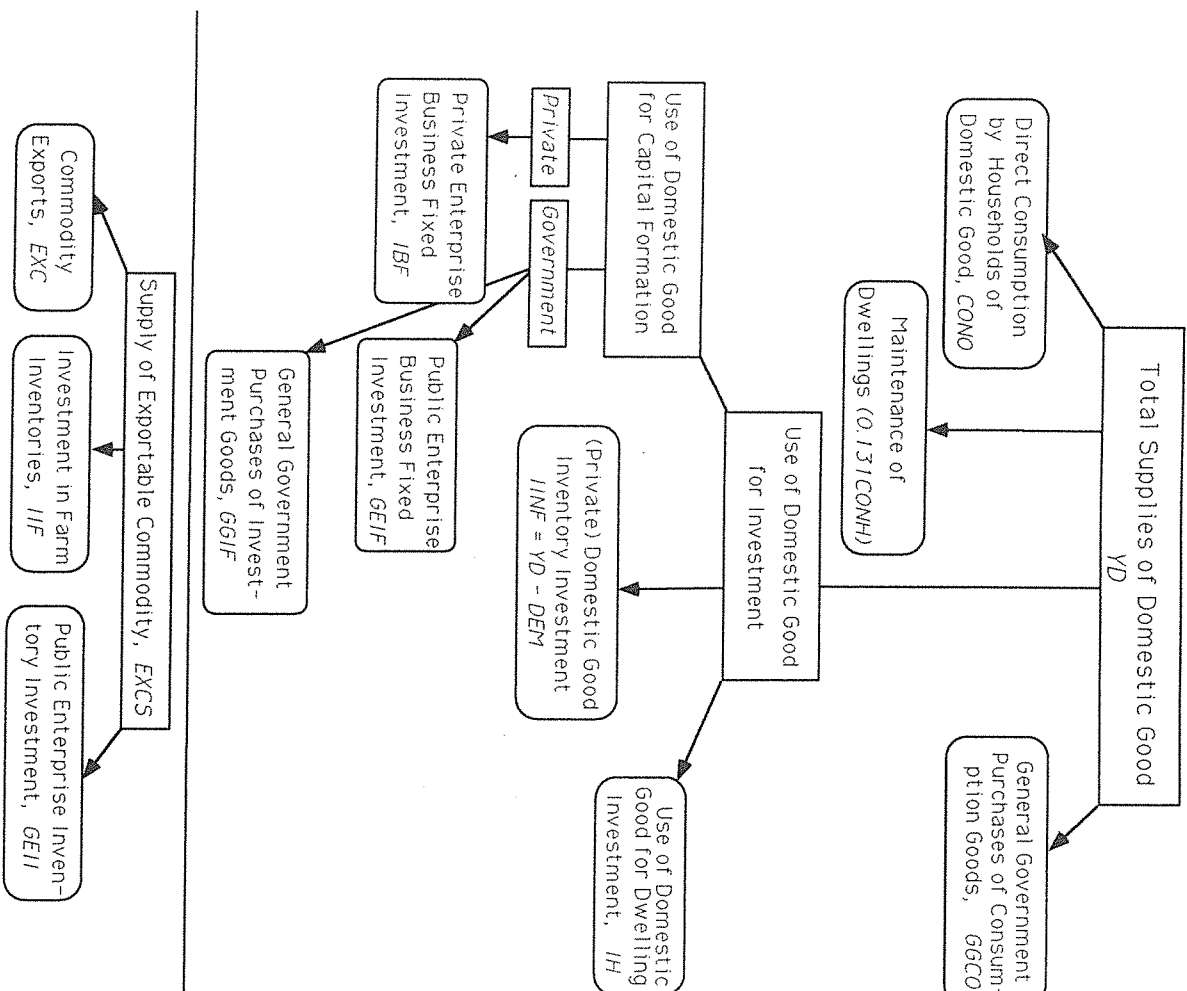 Total Supplies of Domestic Good
YD
Direct Consumption
by Households of
Domestic Good, CONO
Maintenance of
Dwellings (0.131CONH)
General Government
Purchases of Consum-
ption Goods, GGCO
Use of Domestic Good
for Investment
Use of Domestic Good
for Capital Formation
(Private) Domestic Good
Inventory Investment
IINF = YD - DEM
Use of Domestic
Good for Dwelling
Investment, IH
Private
Government
Private Enterprise
Business Fixed
Investment, IBF
Public Enterprise
Business Fixed
Investment, GEIF
General Government
Purchases of Invest-
ment Goods, GGIF
Supply of Exportable Commodity, EXCS
Commodity
Exports, EXC
Investment in Farm
Inventories, IIF
Public Enterprise Inven-
tory Investment, GEII